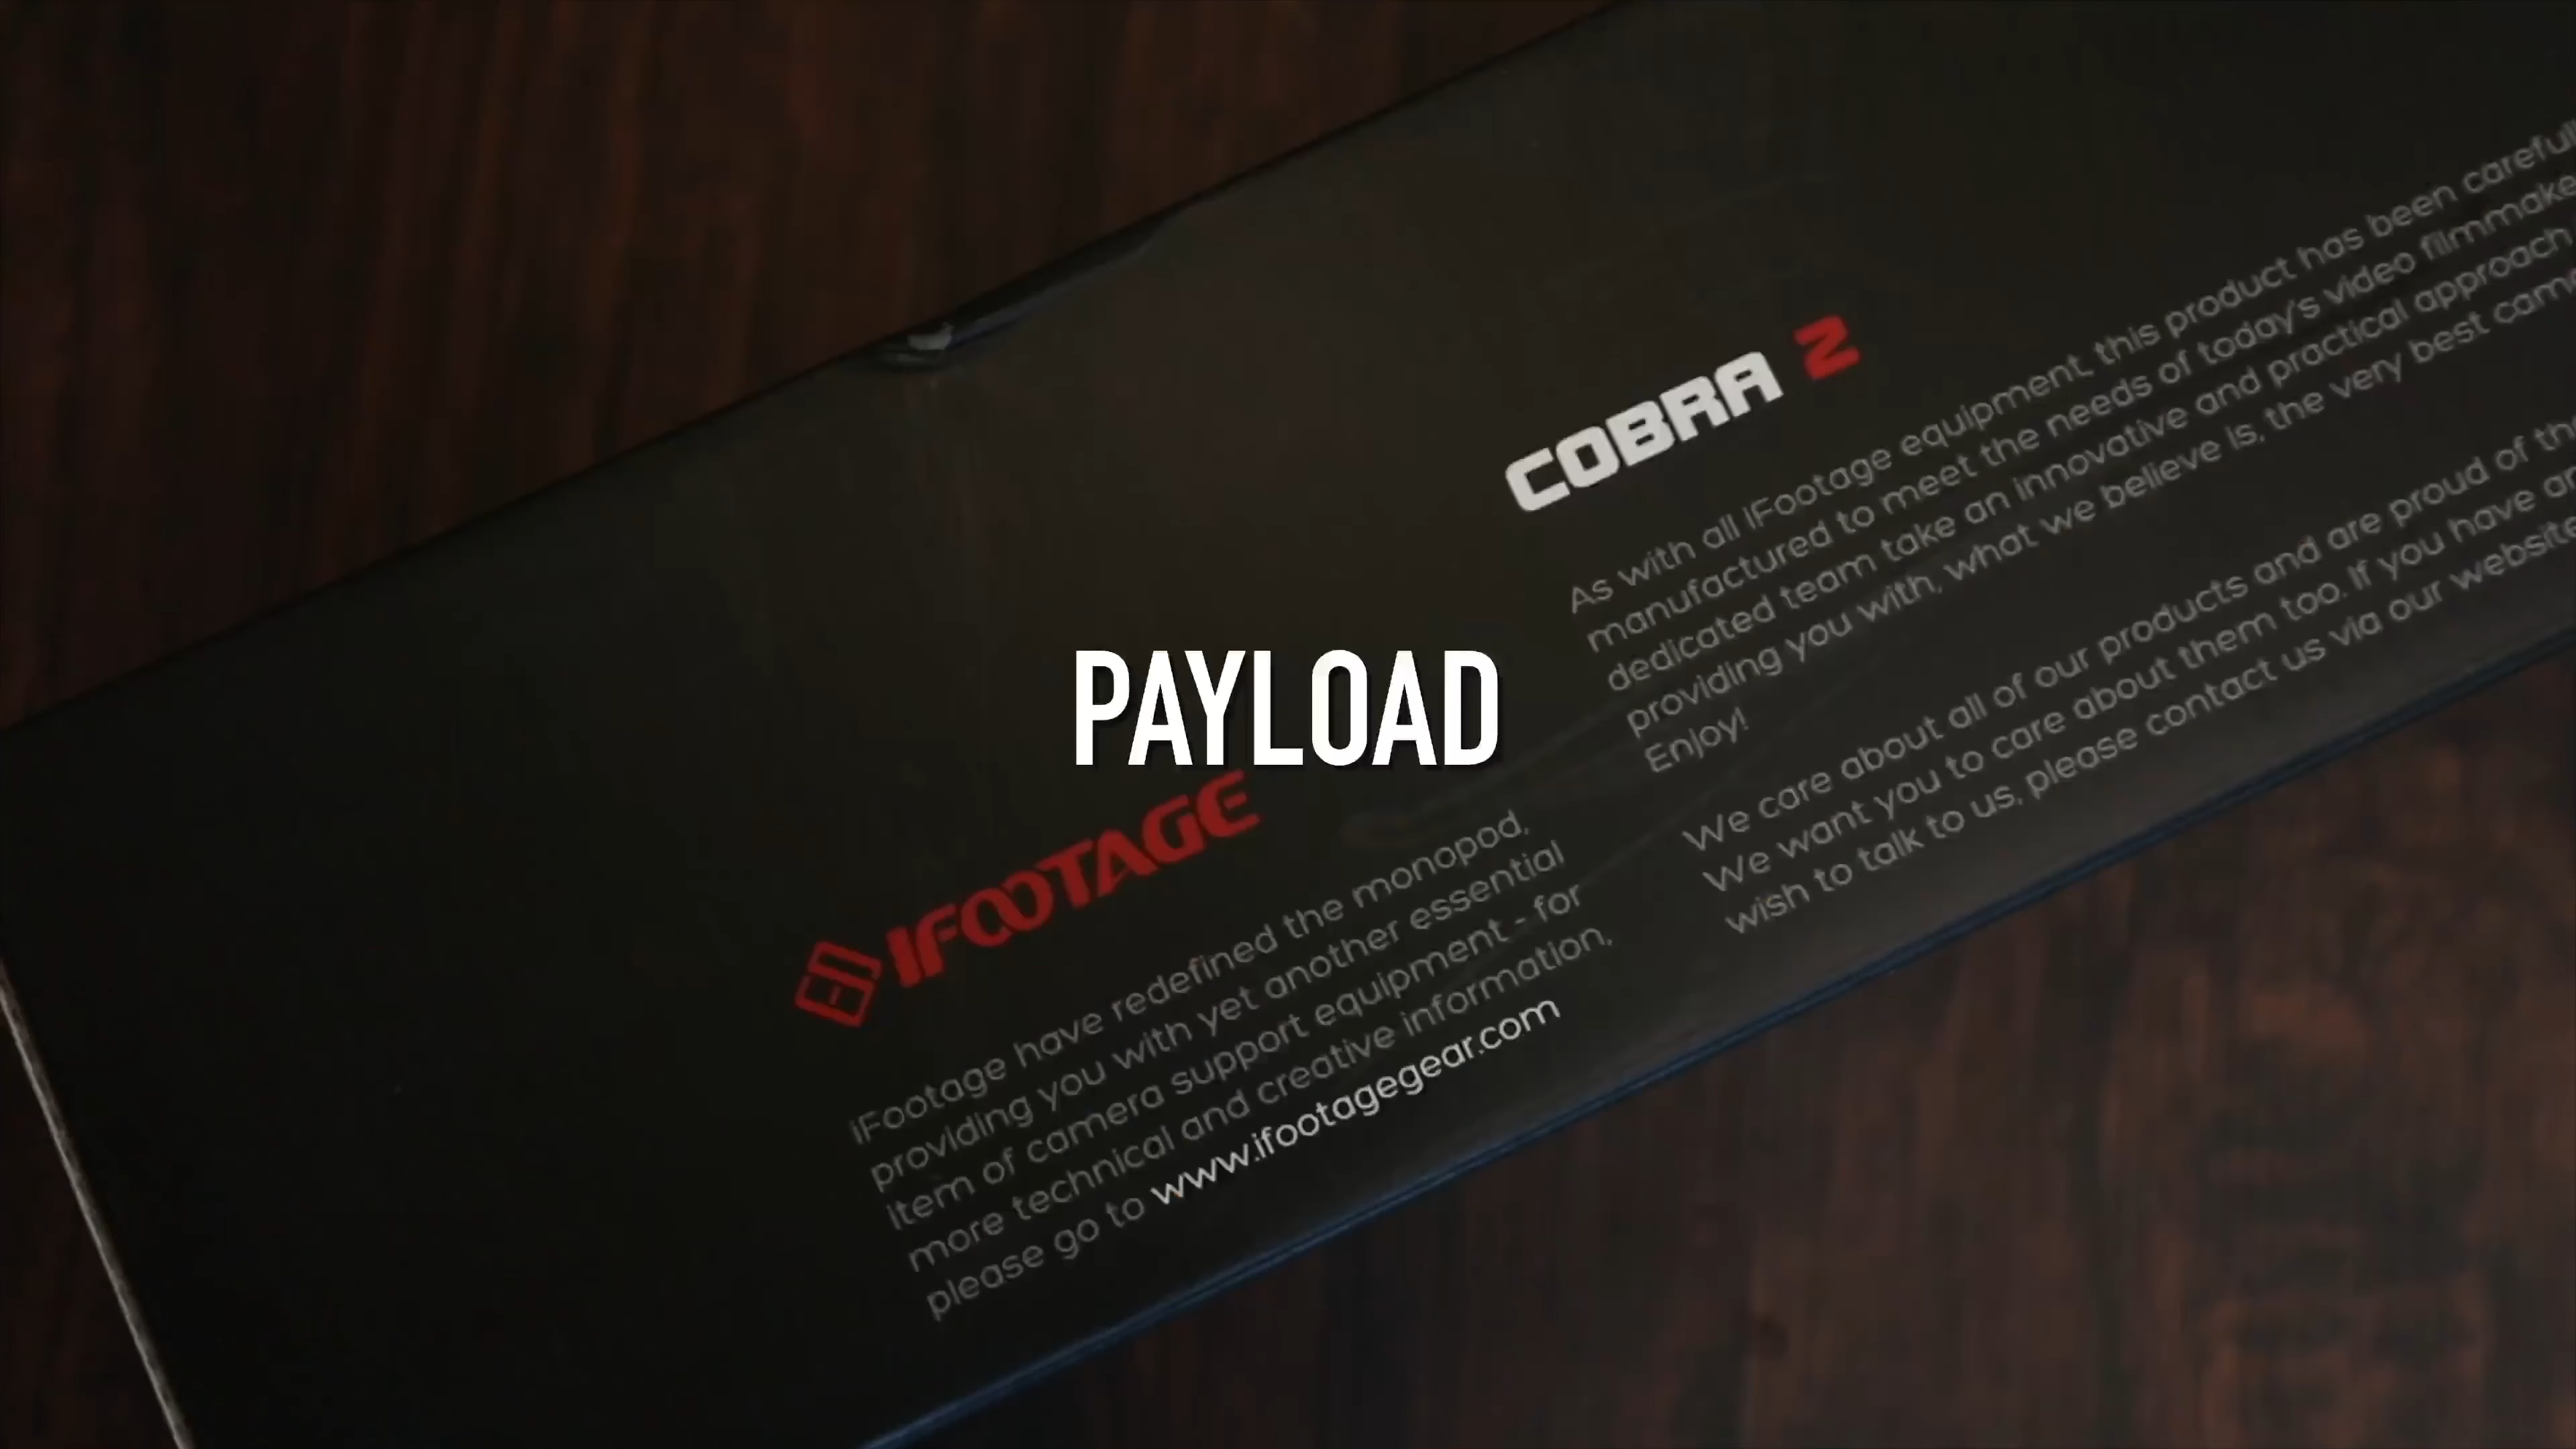 PAYLOAD
COBRA 2
As with all iFootage equipment, this product has been
manufactured to meet the needs of today's video
dedicated team take an innovative and practical approach
providing you with, what we believe is, the very best
Enjoy!
We care about all of our products and are proud of
We want you to care about them too. If you have
wish to talk to us, please contact us via our website
IFOOTAGE
iFootage have redefined the monopod,
providing you with yet another essential
item of camera support equipment - for
more technical and creative information,
please go to www.ifootagegear.com